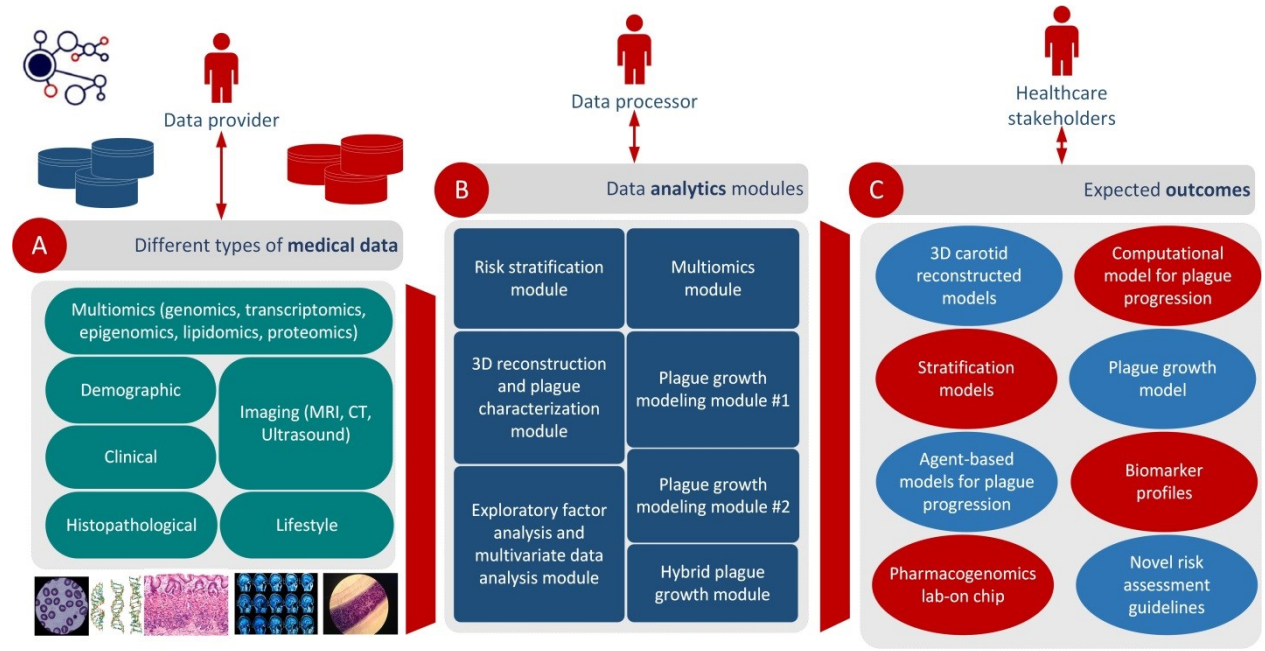 Data provider
A
Different types of medical data
Multiomics (genomics, transcriptomics,
epigenomics, lipidomics, proteomics)
Demographic
Imaging (MRI, CT,
Ultrasound)
Clinical
Histopathological
Lifestyle
Data processor
B
Data analytics modules
Risk stratification
module
Multiomics
module
3D reconstruction
and plague
characterization
module
Plague growth
modeling module #1
Exploratory factor
analysis and
multivariate data
analysis module
Plague growth
modeling module #2
Hybrid plague
growth module
Healthcare
stakeholders
C
Expected outcomes
3D carotid
reconstructed
models
Computational
model for plague
progression
Stratification
models
Plague growth
model
Agent-based
models for plague
progression
Biomarker
profiles
Pharmacogenomics
lab-on chip
Novel risk
assessment
guidelines